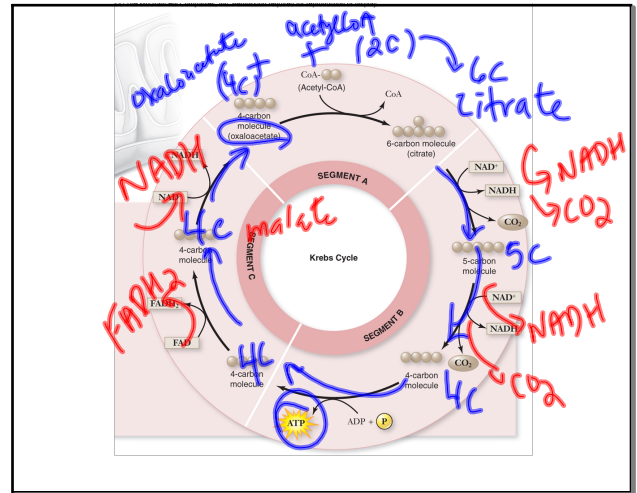 oxaloacetate
(4C)
+
acetylCoA
+
(2C)
6C
Citrate
CoA-
(Acetyl-CoA)
CoA
4-carbon
molecule
(oxaloacetate)
6-carbon molecule
(citrate)
SEGMENT A
NAD+
NADH
CO2
NADH
CO2
5-carbon
molecule
5C
NAD+
NADH
CO2
NADH
CO2
SEGMENT B
4-carbon
molecule
4C
ADP + P
ATP
4C
4-carbon
molecule
FAD
FADH2
FADH2
SEGMENT C
4C
malate
4-carbon
molecule
NAD+
NADH
NADH
Krebs Cycle